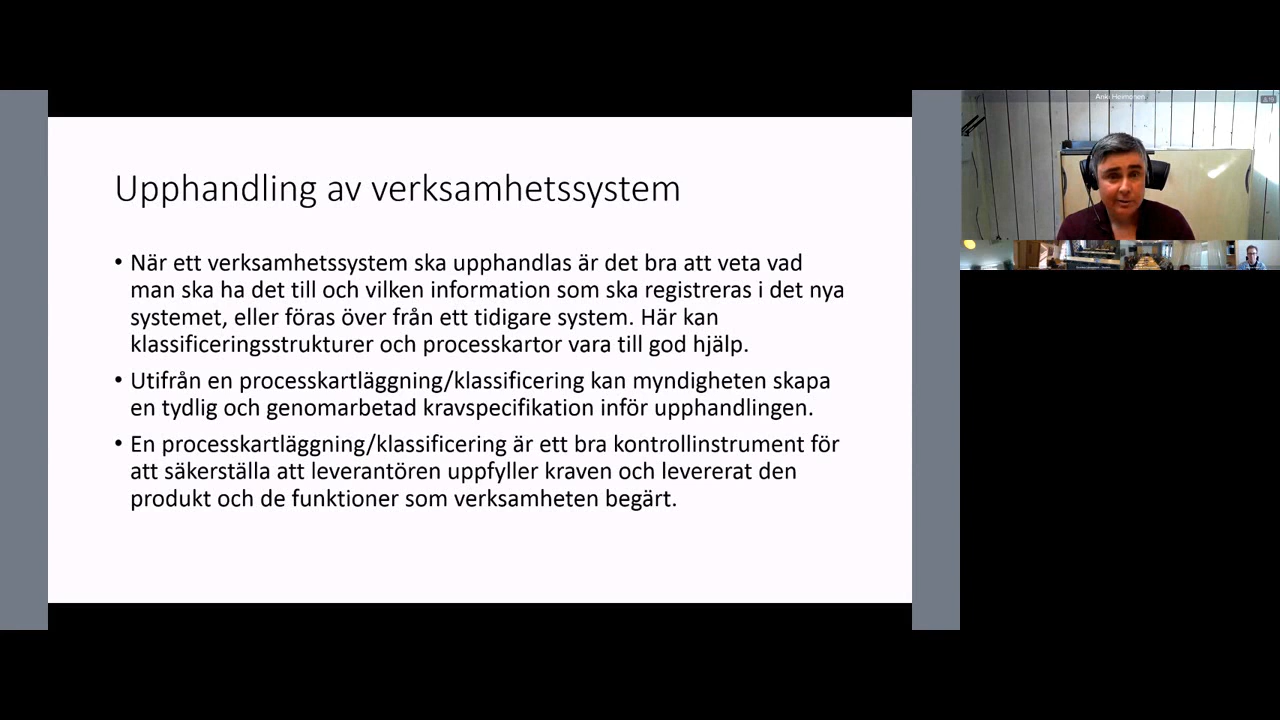 Upphandling av verksamhetssystem
• När ett verksamhetssystem ska upphandlas är det bra att veta vad
man ska ha det till och vilken information som ska registreras i det nya
systemet, eller föras över från ett tidigare system. Här kan
klassificeringsstrukturer och processkartor vara till god hjälp.
• Utifrån en processkartläggning/klassificering kan myndigheten skapa
en tydlig och genomarbetad kravspecifikation inför upphandlingen.
• En processkartläggning/klassificering är ett bra kontrollinstrument för
att säkerställa att leverantören uppfyller kraven och levererat den
produkt och de funktioner som verksamheten begärt.